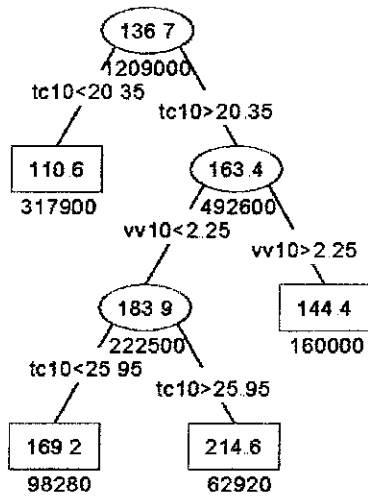 136.7
1209000
tc10<20.35
tc10>20.35
110.6
317900
163.4
492600
vv10<2.25
vv10>2.25
183.9
222500
144.4
160000
tc10<25.95
tc10>25.95
169.2
98280
214.6
62920